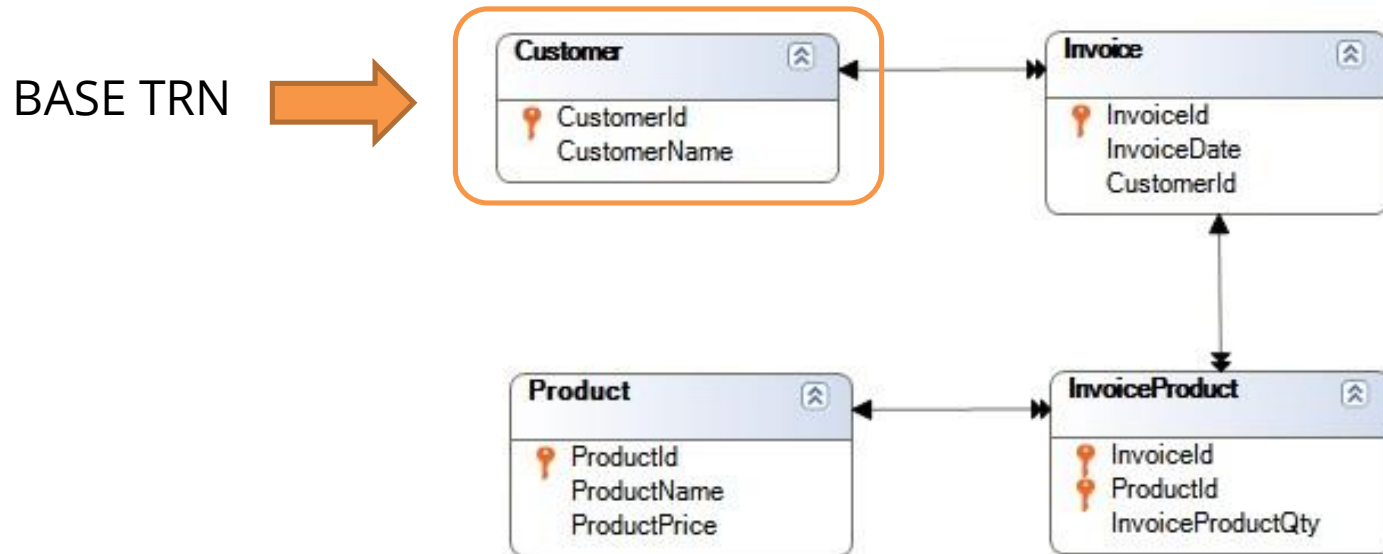 BASE TRN
Customer
CustomerId
CustomerName
Invoice
InvoiceId
InvoiceDate
CustomerId
Product
ProductId
ProductName
ProductPrice
InvoiceProduct
InvoiceId
ProductId
InvoiceProductQty